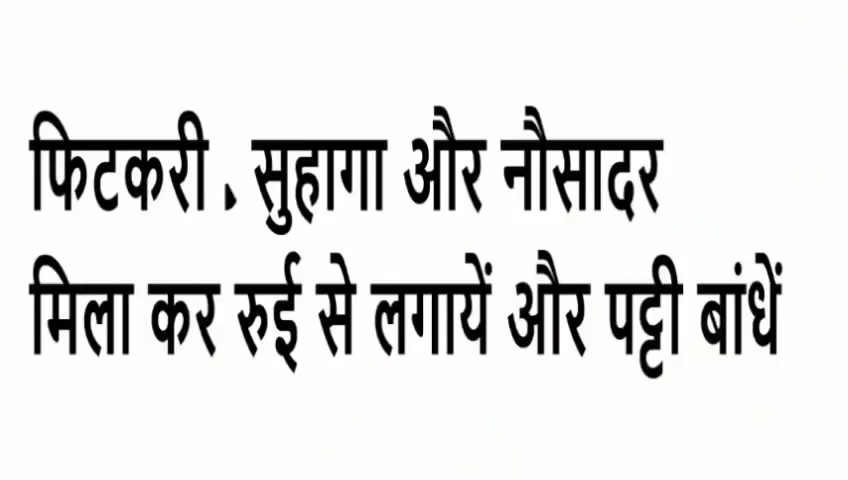 फिटकरी, सुहागा और नौसादर
मिला कर रुई से लगायें और पट्टी बांधें